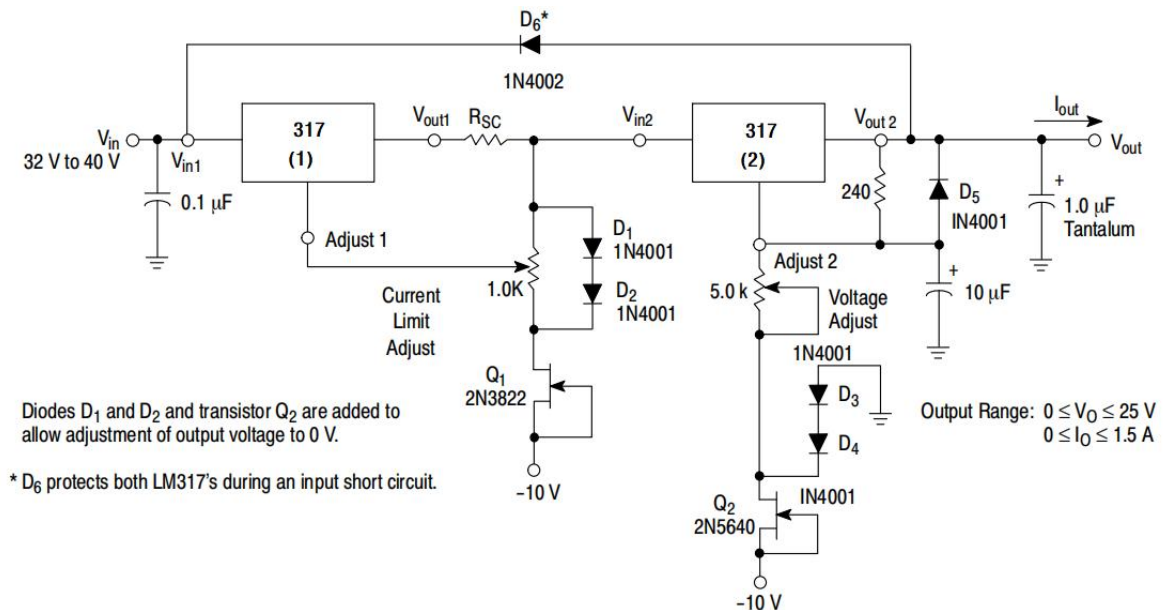 D6*
1N4002
Vin
32 V to 40 V
Vin1
0.1 μF
317
(1)
Adjust 1
Vout1
RSC
Vin2
317
(2)
Vout 2
Iout
Vout
240
D5
IN4001
+
1.0 μF
Tantalum
D1
1N4001
D2
1N4001
1.0K
Current
Limit
Adjust
Adjust 2
5.0 k
Voltage
Adjust
+
10 μF
Q1
2N3822
–10 V
1N4001
D3
D4
IN4001
Q2
2N5640
–10 V
Output Range: 0 ≤ VO ≤ 25 V
0 ≤ IO ≤ 1.5 A
Diodes D1 and D2 and transistor Q2 are added to
allow adjustment of output voltage to 0 V.
* D6 protects both LM317's during an input short circuit.